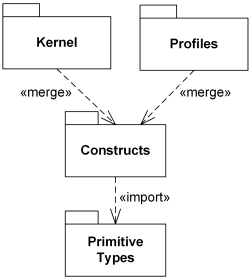 Kernel
Profiles
«merge»
«merge»
Constructs
«import»
Primitive
Types